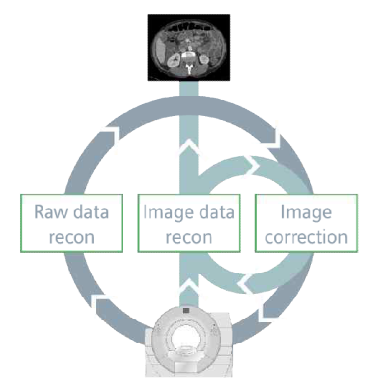 Raw data
recon
Image data
recon
Image
correction